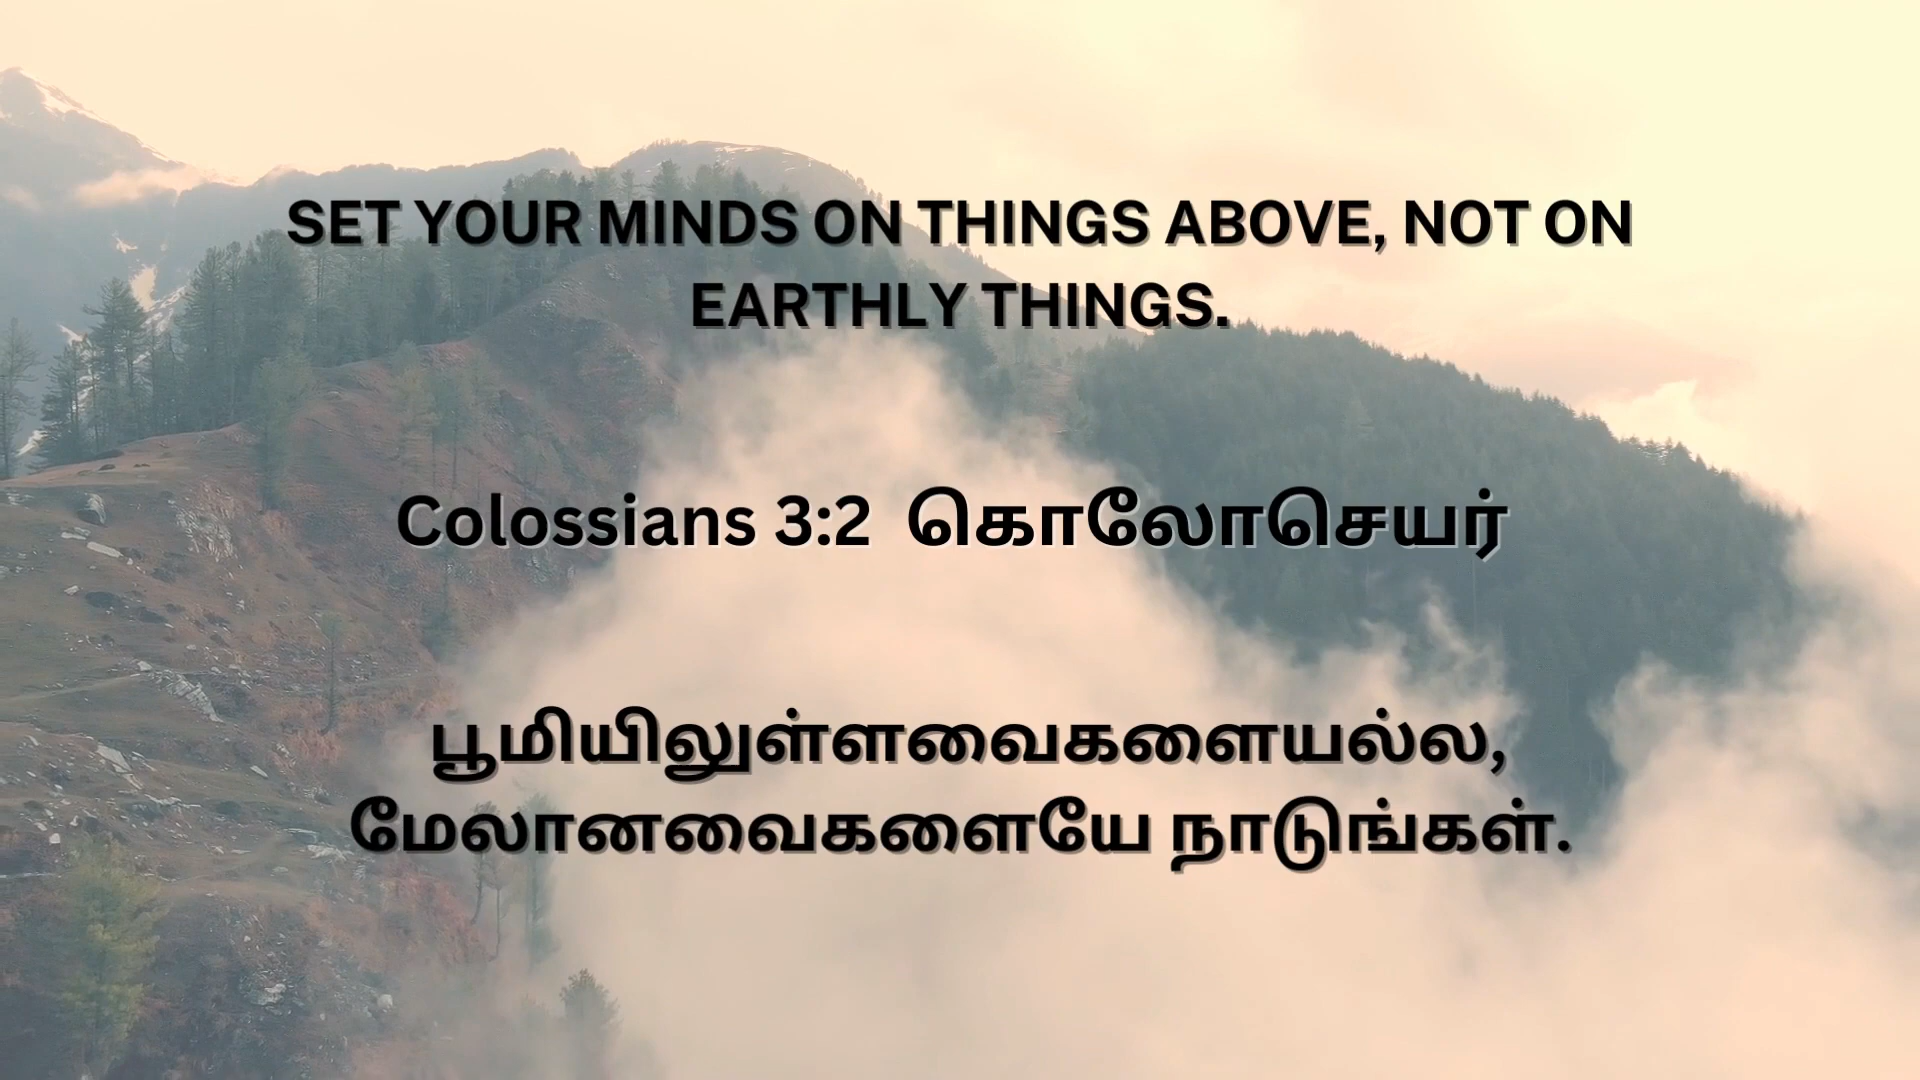 SET YOUR MINDS ON THINGS ABOVE, NOT ON
EARTHLY THINGS.
Colossians 3:2 கொலோசெயர்
பூமியிலுள்ளவைகளையல்ல,
மேலானவைகளையே நாடுங்கள்.